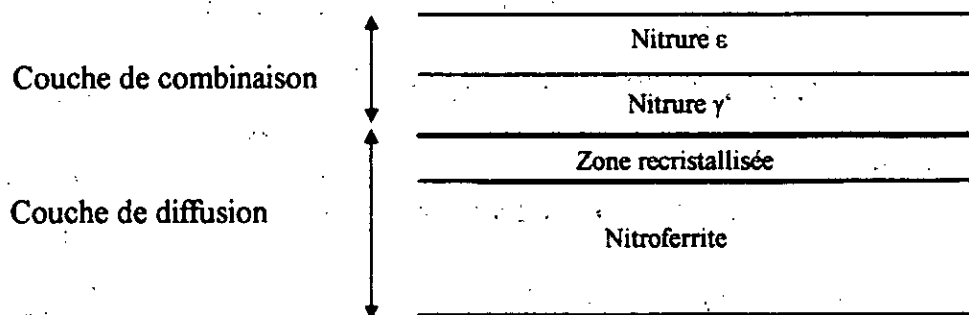 Nitrure ε
Couche de combinaison
Nitrure γ'
Zone recristallisée
Couche de diffusion
Nitroferrite